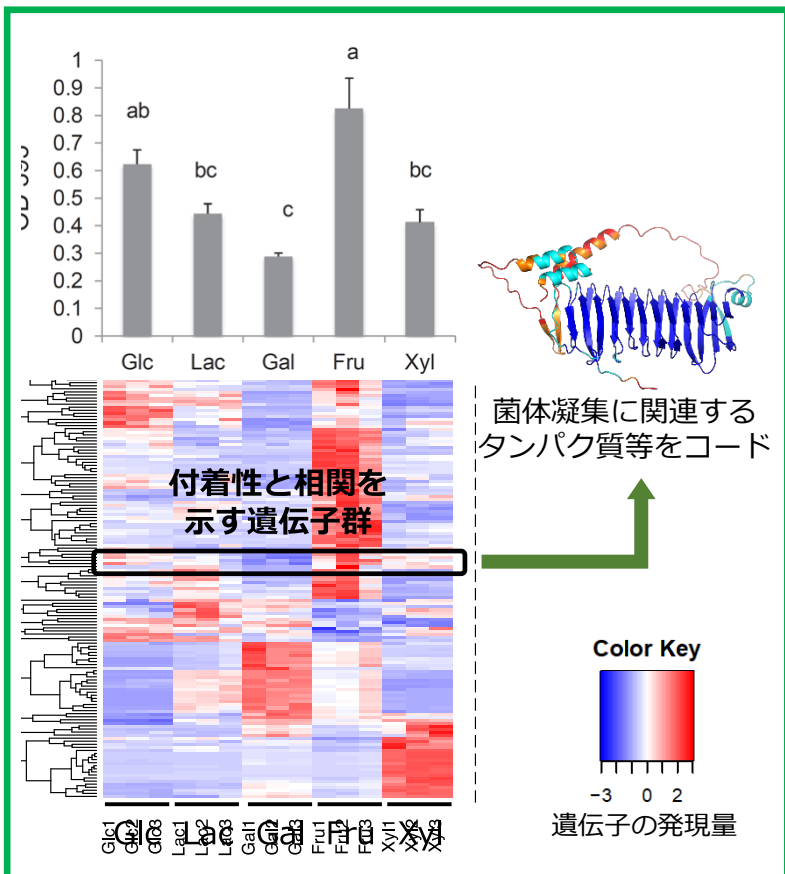 1
0.9
0.8
0.7
0.6
0.5
0.4
0.3
0.2
0.1
0
ab
bc
c
a
bc
Glc Lac Gal Fru Xyl
付着性と相関を
示す遺伝子群
菌体凝集に関連する
タンパク質等をコード
Color Key
−3 0 2
遺伝子の発現量
Glc1 Glc2 Glc3 Lac1 Lac2 Lac3 Gal1 Gal2 Gal3 Fru1 Fru2 Fru3 Xyl1 Xyl2 Xyl3
Glc Lac Gal Fru Xyl